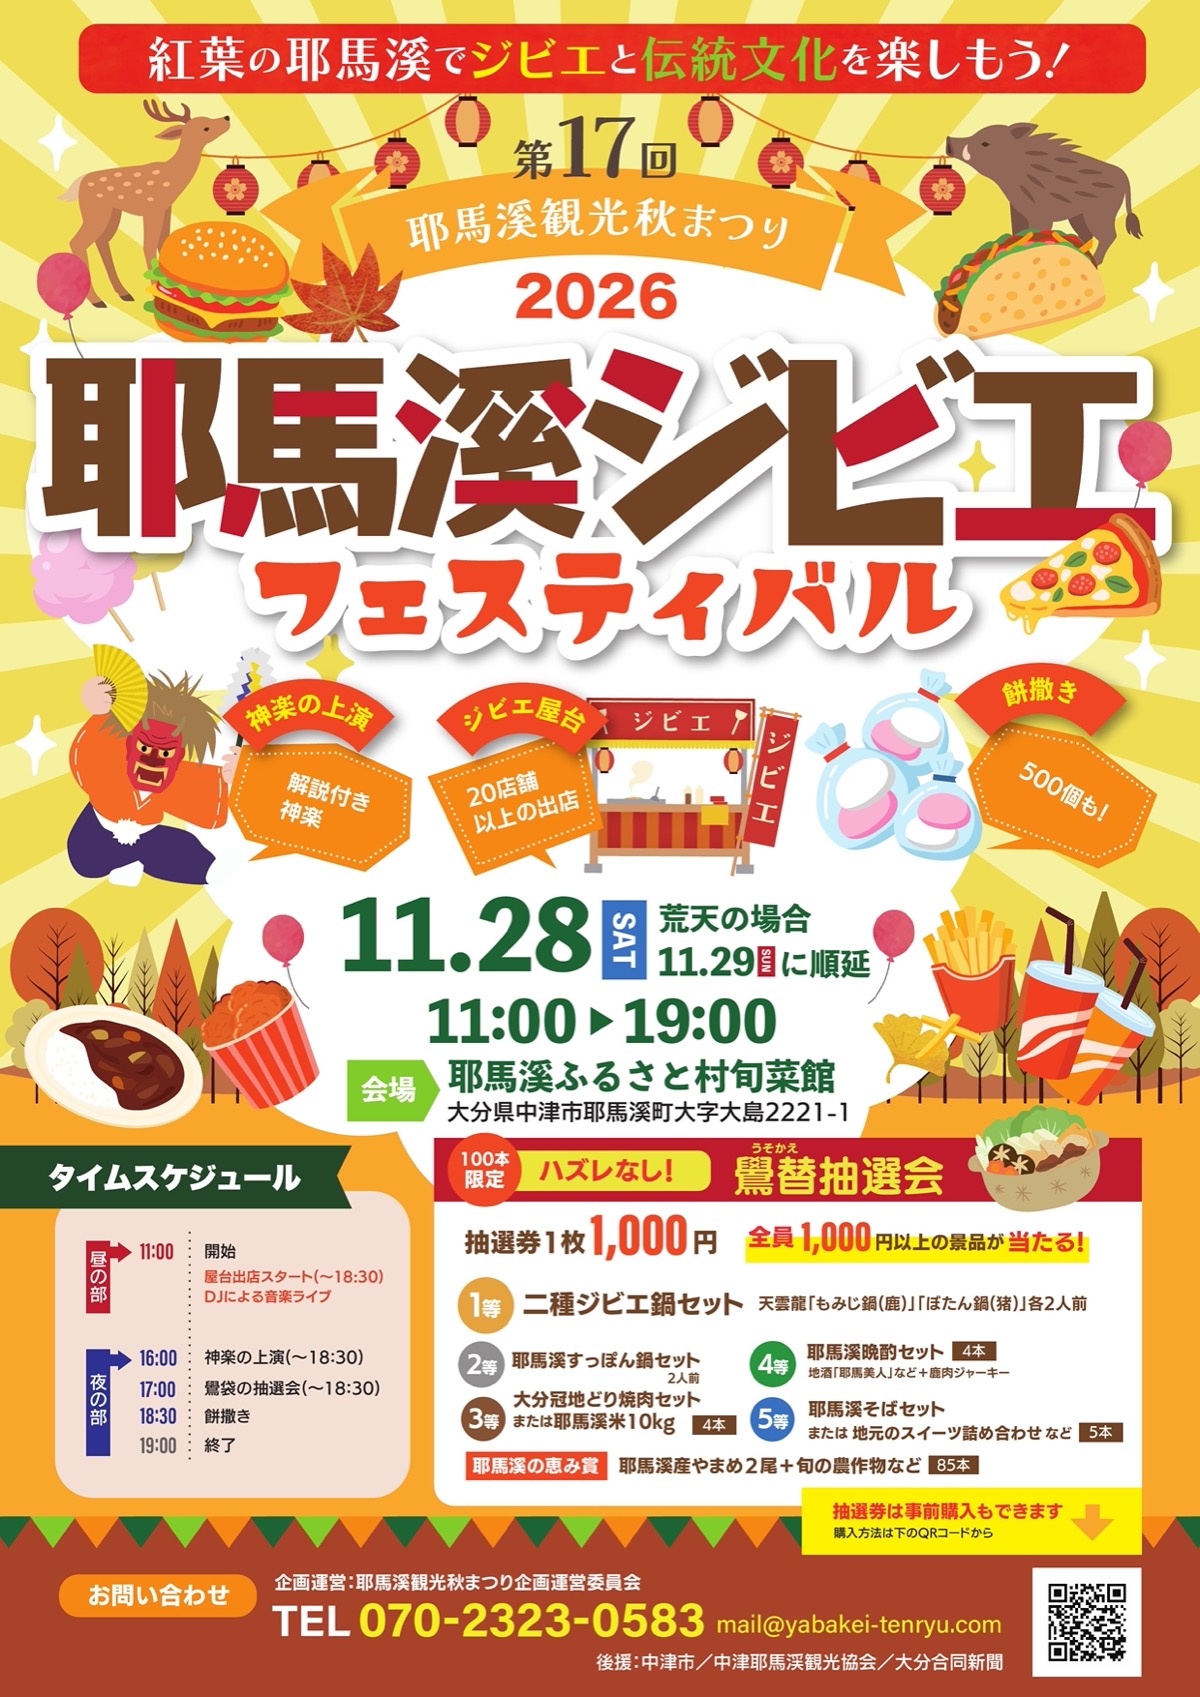 紅葉の耶馬溪でジビエと伝統文化を楽しもう!
第17回
耶馬溪観光秋まつり
2026
耶馬溪ジビエ
フェスティバル
神楽の上演
解説付き
神楽
ジビエ屋台
20店舗
以上の出店
ジビエ
ジビエ
餅撒き
500個も!
11.28 SAT
荒天の場合
11.29 SUN に順延
11:00▶19:00
会場
耶馬溪ふるさと村旬菜館
大分県中津市耶馬溪町大字大島2221-1
タイムスケジュール
昼の部
11:00 開始
屋台出店スタート(〜18:30)
DJによる音楽ライブ
夜の部
16:00 神楽の上演(〜18:30)
17:00 鷽袋の抽選会(〜18:30)
18:30 餅撒き
19:00 終了
100本
限定
ハズレなし!
うそかえ
鷽替抽選会
抽選券1枚1,000円
全員1,000円以上の景品が当たる!
1等 二種ジビエ鍋セット 天雲龍「もみじ鍋(鹿)」「ぼたん鍋(猪)」各2人前
2等 耶馬溪すっぽん鍋セット
2人前
3等 大分冠地どり焼肉セット
または耶馬溪米10kg 4本
4等 耶馬溪晩酌セット 4本
地酒「耶馬美人」など+鹿肉ジャーキー
5等 耶馬溪そばセット
または 地元のスイーツ詰め合わせ など 5本
耶馬溪の恵み賞 耶馬溪産やまめ2尾+旬の農作物など 85本
抽選券は事前購入もできます
購入方法は下のQRコードから
お問い合わせ
企画運営:耶馬溪観光秋まつり企画運営委員会
TEL 070-2323-0583 mail@yabakei-tenryu.com
後援:中津市/中津耶馬渓観光協会/大分合同新聞